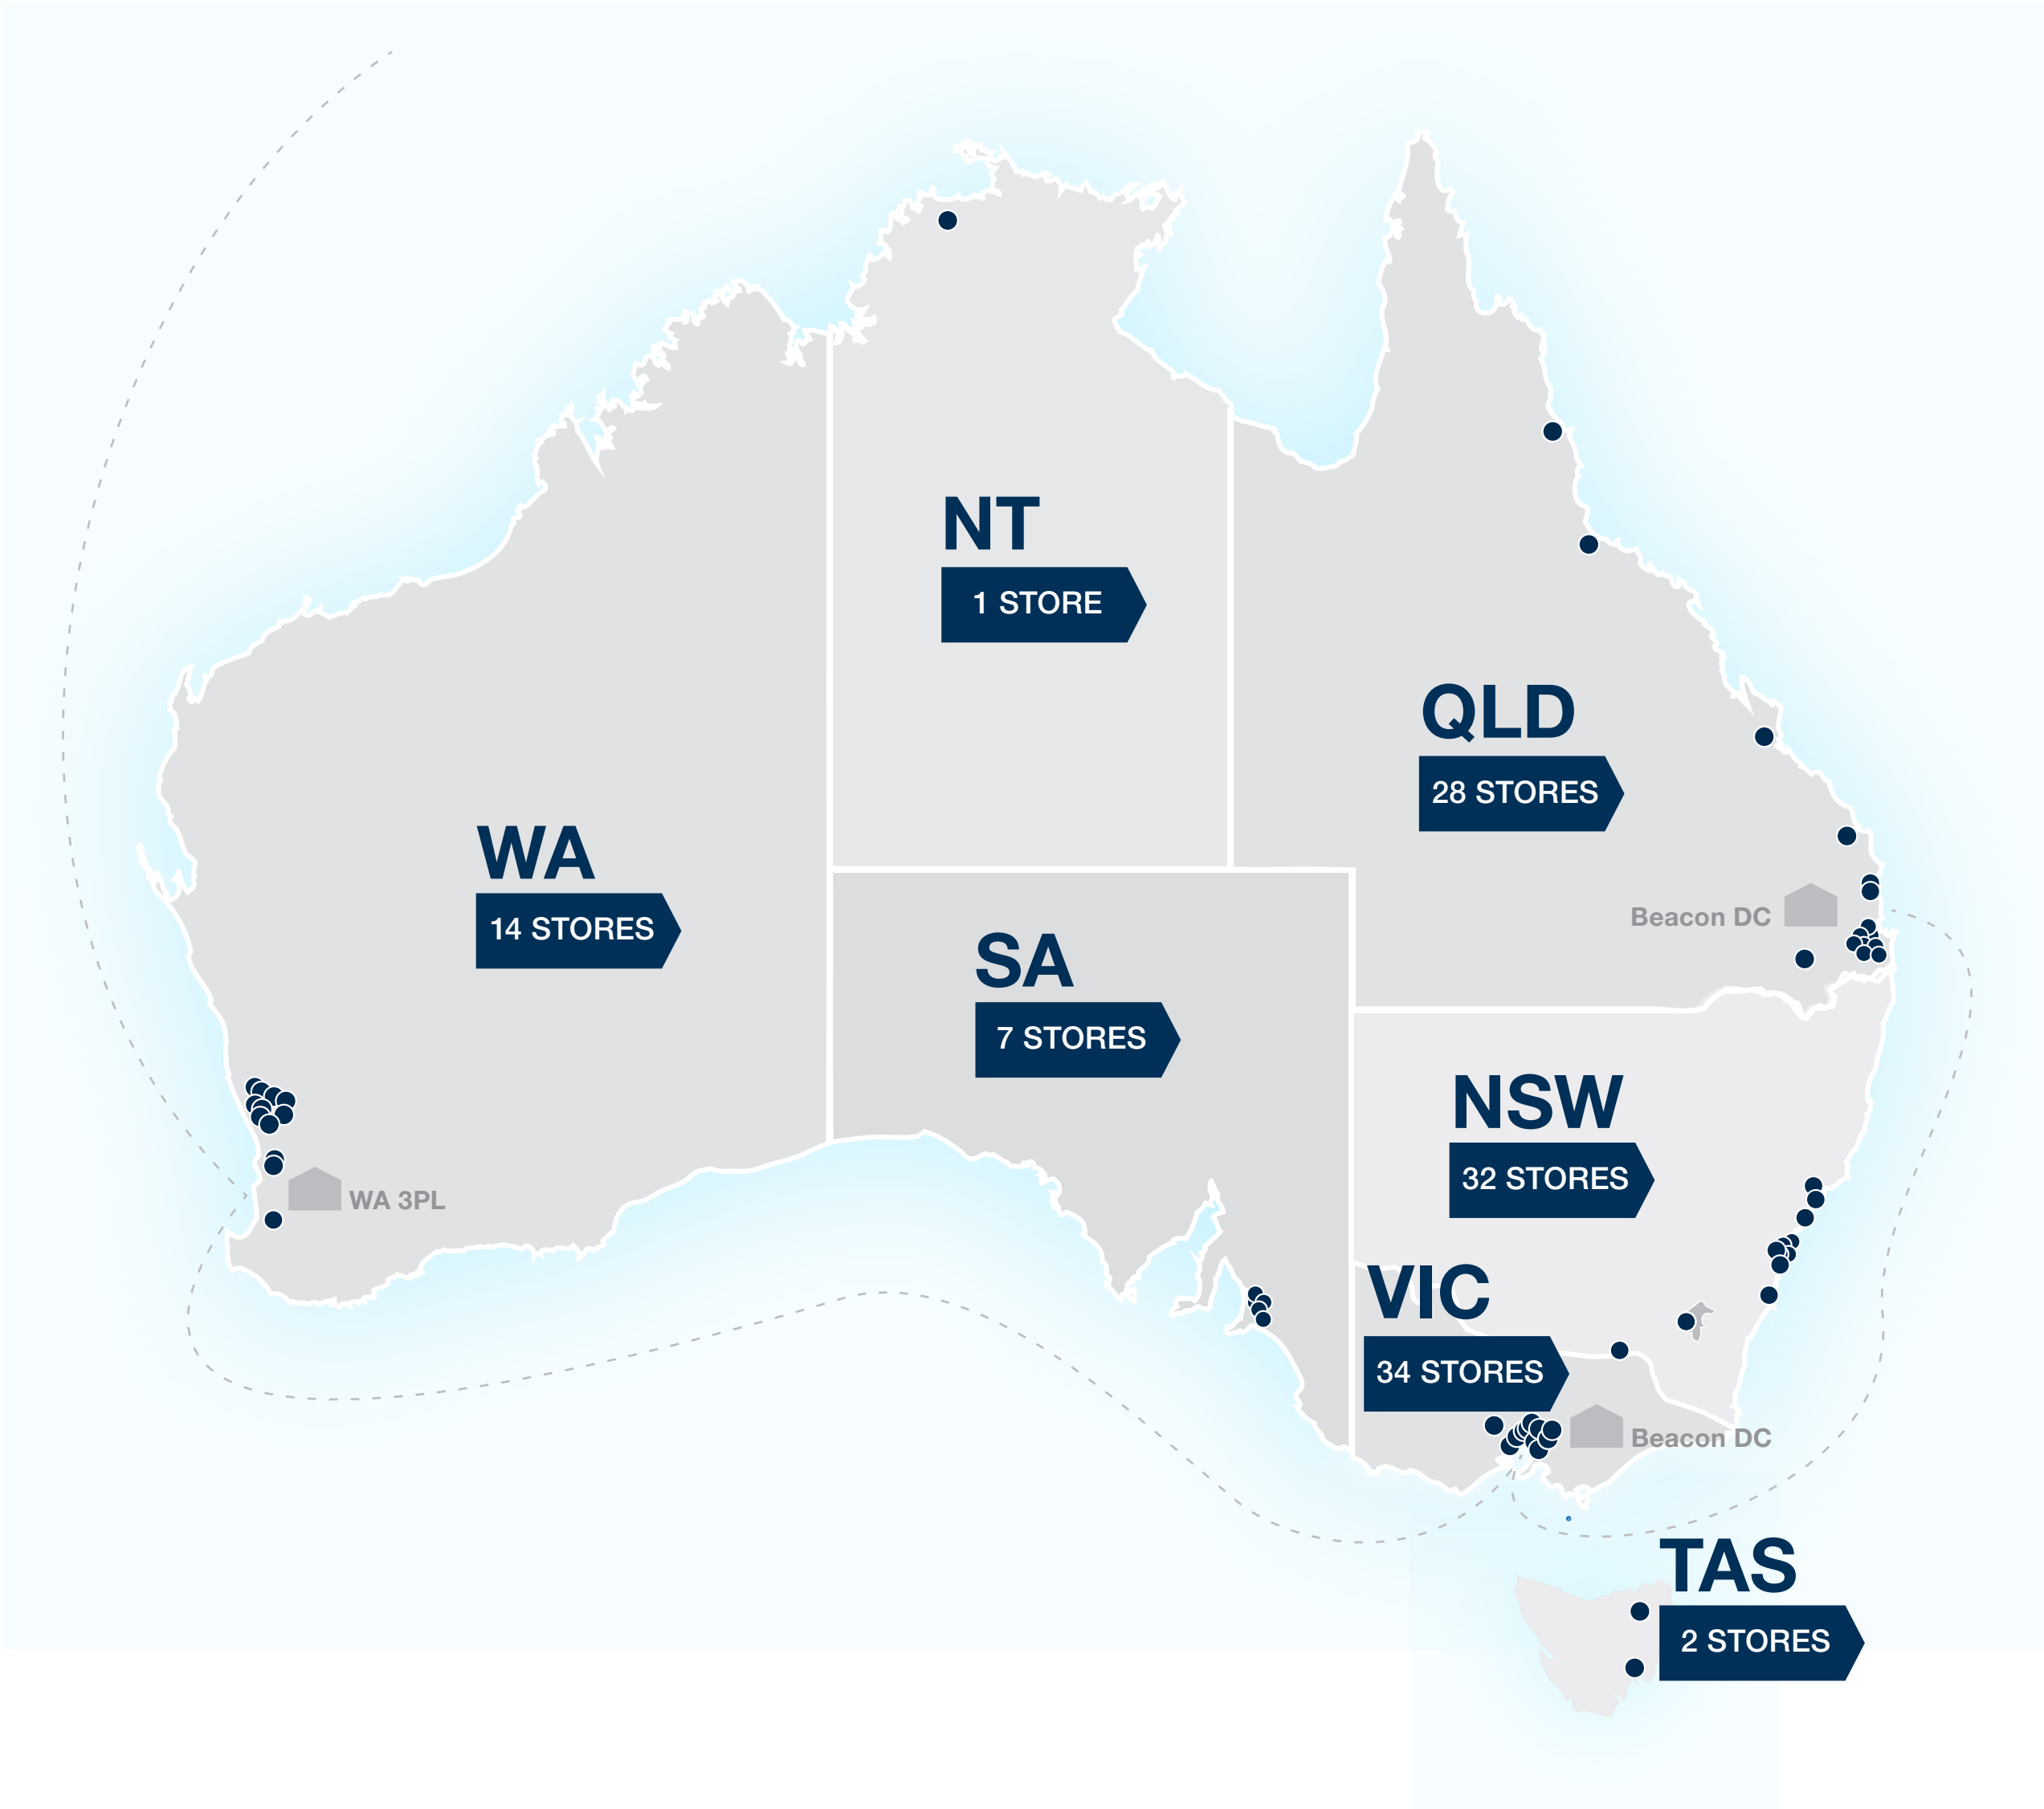 NT
1 STORE
QLD
28 STORES
WA
14 STORES
Beacon DC
SA
7 STORES
NSW
32 STORES
WA 3PL
VIC
34 STORES
Beacon DC
TAS
2 STORES